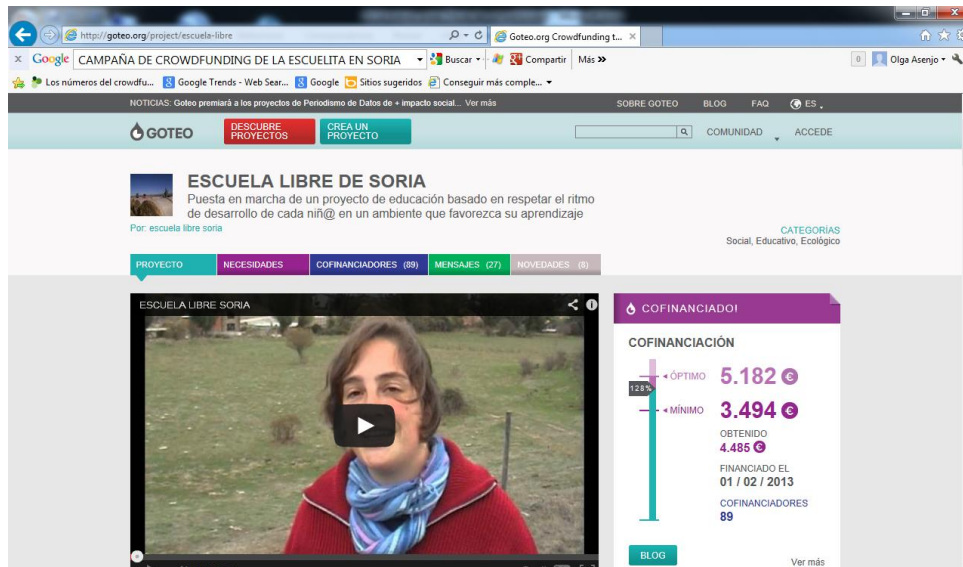 http://goteo.org/project/escuela-libre
Goteo.org Crowdfunding t...
x Google CAMPAÑA DE CROWDFUNDING DE LA ESCUELITA EN SORIA Buscar Compartir Más » 0 Olga Asenjo
Los números del crowdfu... Google Trends - Web Sear... Google Sitios sugeridos Conseguir más comple...
NOTICIAS: Goteo premiará a los proyectos de Periodismo de Datos de + impacto social... Ver más SOBRE GOTEO BLOG FAQ ES
GOTEO DESCUBRE PROYECTOS CREA UN PROYECTO COMUNIDAD ACCEDE
ESCUELA LIBRE DE SORIA
Puesta en marcha de un proyecto de educación basado en respetar el ritmo
de desarrollo de cada niñ@ en un ambiente que favorezca su aprendizaje
Por: escuela libre soria
CATEGORÍAS
Social, Educativo, Ecológico
PROYECTO NECESIDADES COFINANCIADORES (89) MENSAJES (27) NOVEDADES (8)
ESCUELA LIBRE SORIA
COFINANCIADO!
COFINANCIACIÓN
ÓPTIMO 5.182 €
128%
MÍNIMO 3.494 €
OBTENIDO
4.485 €
FINANCIADO EL
01 / 02 / 2013
COFINANCIADORES
89
BLOG
Ver más